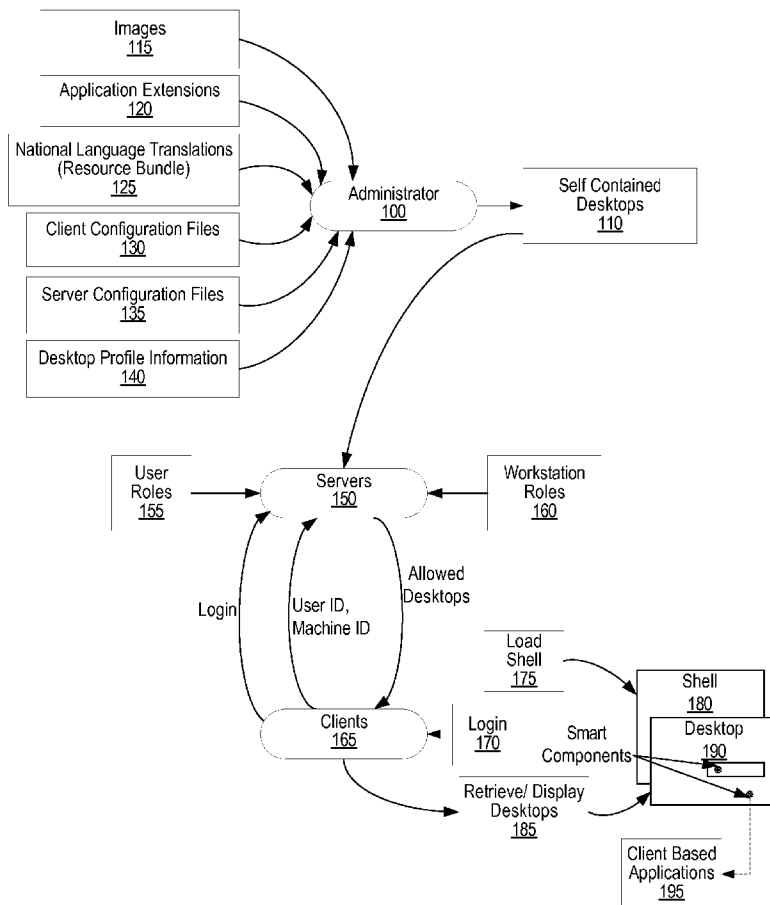 Images
115
Application Extensions
120
National Language Translations
(Resource Bundle)
125
Client Configuration Files
130
Server Configuration Files
135
Desktop Profile Information
140
Administrator
100
Self Contained
Desktops
110
User
Roles
155
Servers
150
Workstation
Roles
160
Login
User ID,
Machine ID
Allowed
Desktops
Load
Shell
175
Shell
180
Desktop
190
Smart
Components
Clients
165
Login
170
Retrieve/ Display
Desktops
185
Client Based
Applications
195